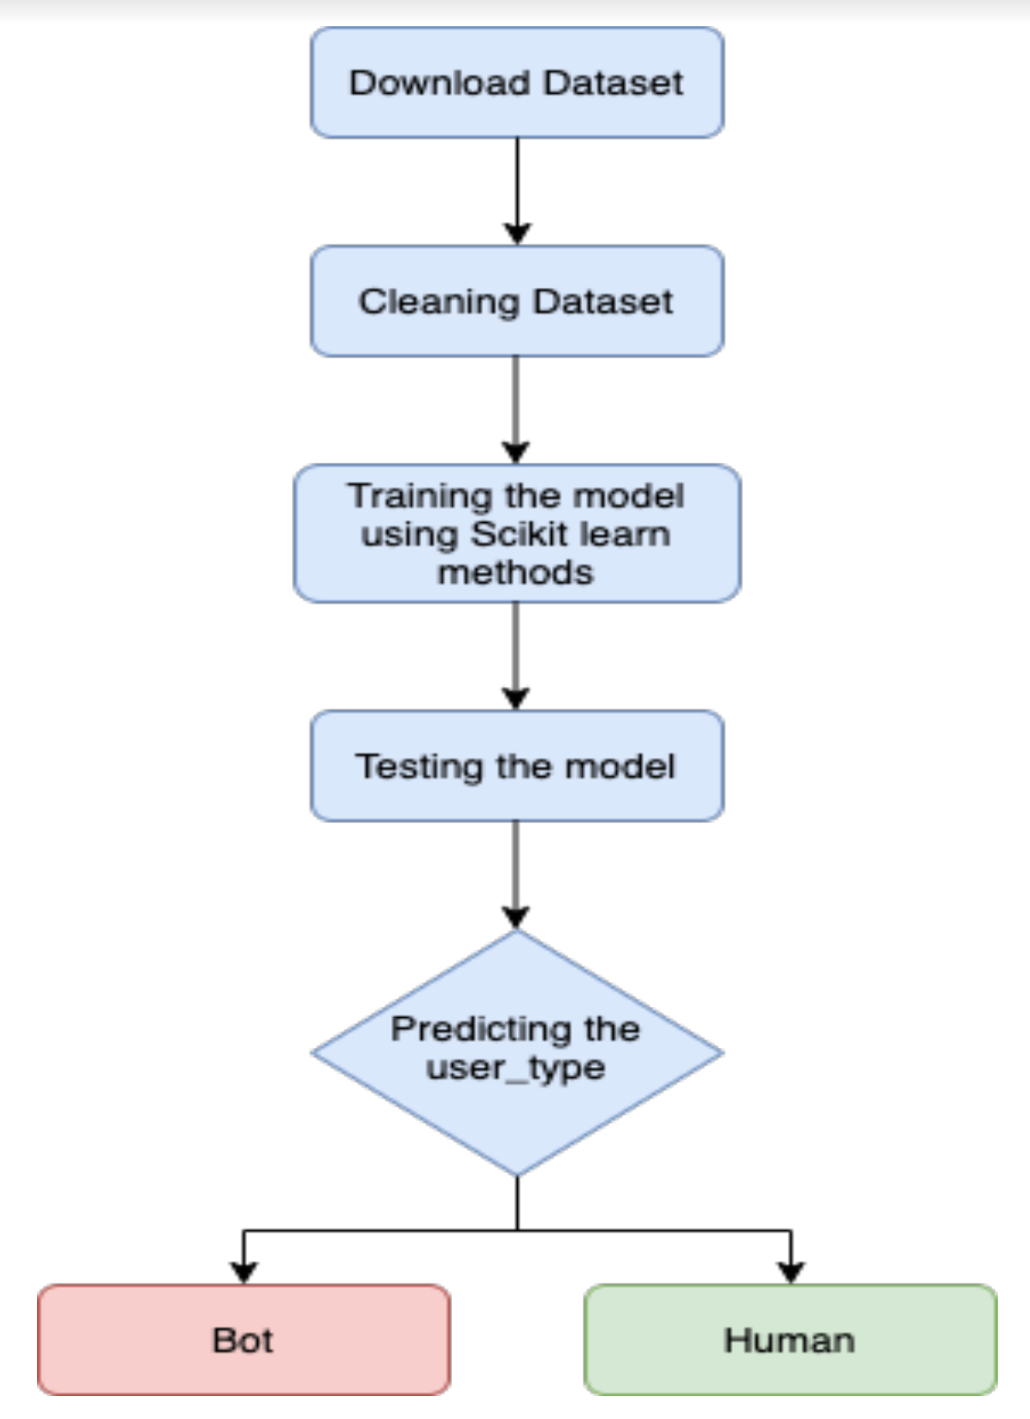 Download Dataset
Cleaning Dataset
Training the model
using Scikit learn
methods
Testing the model
Predicting the
user_type
Bot
Human